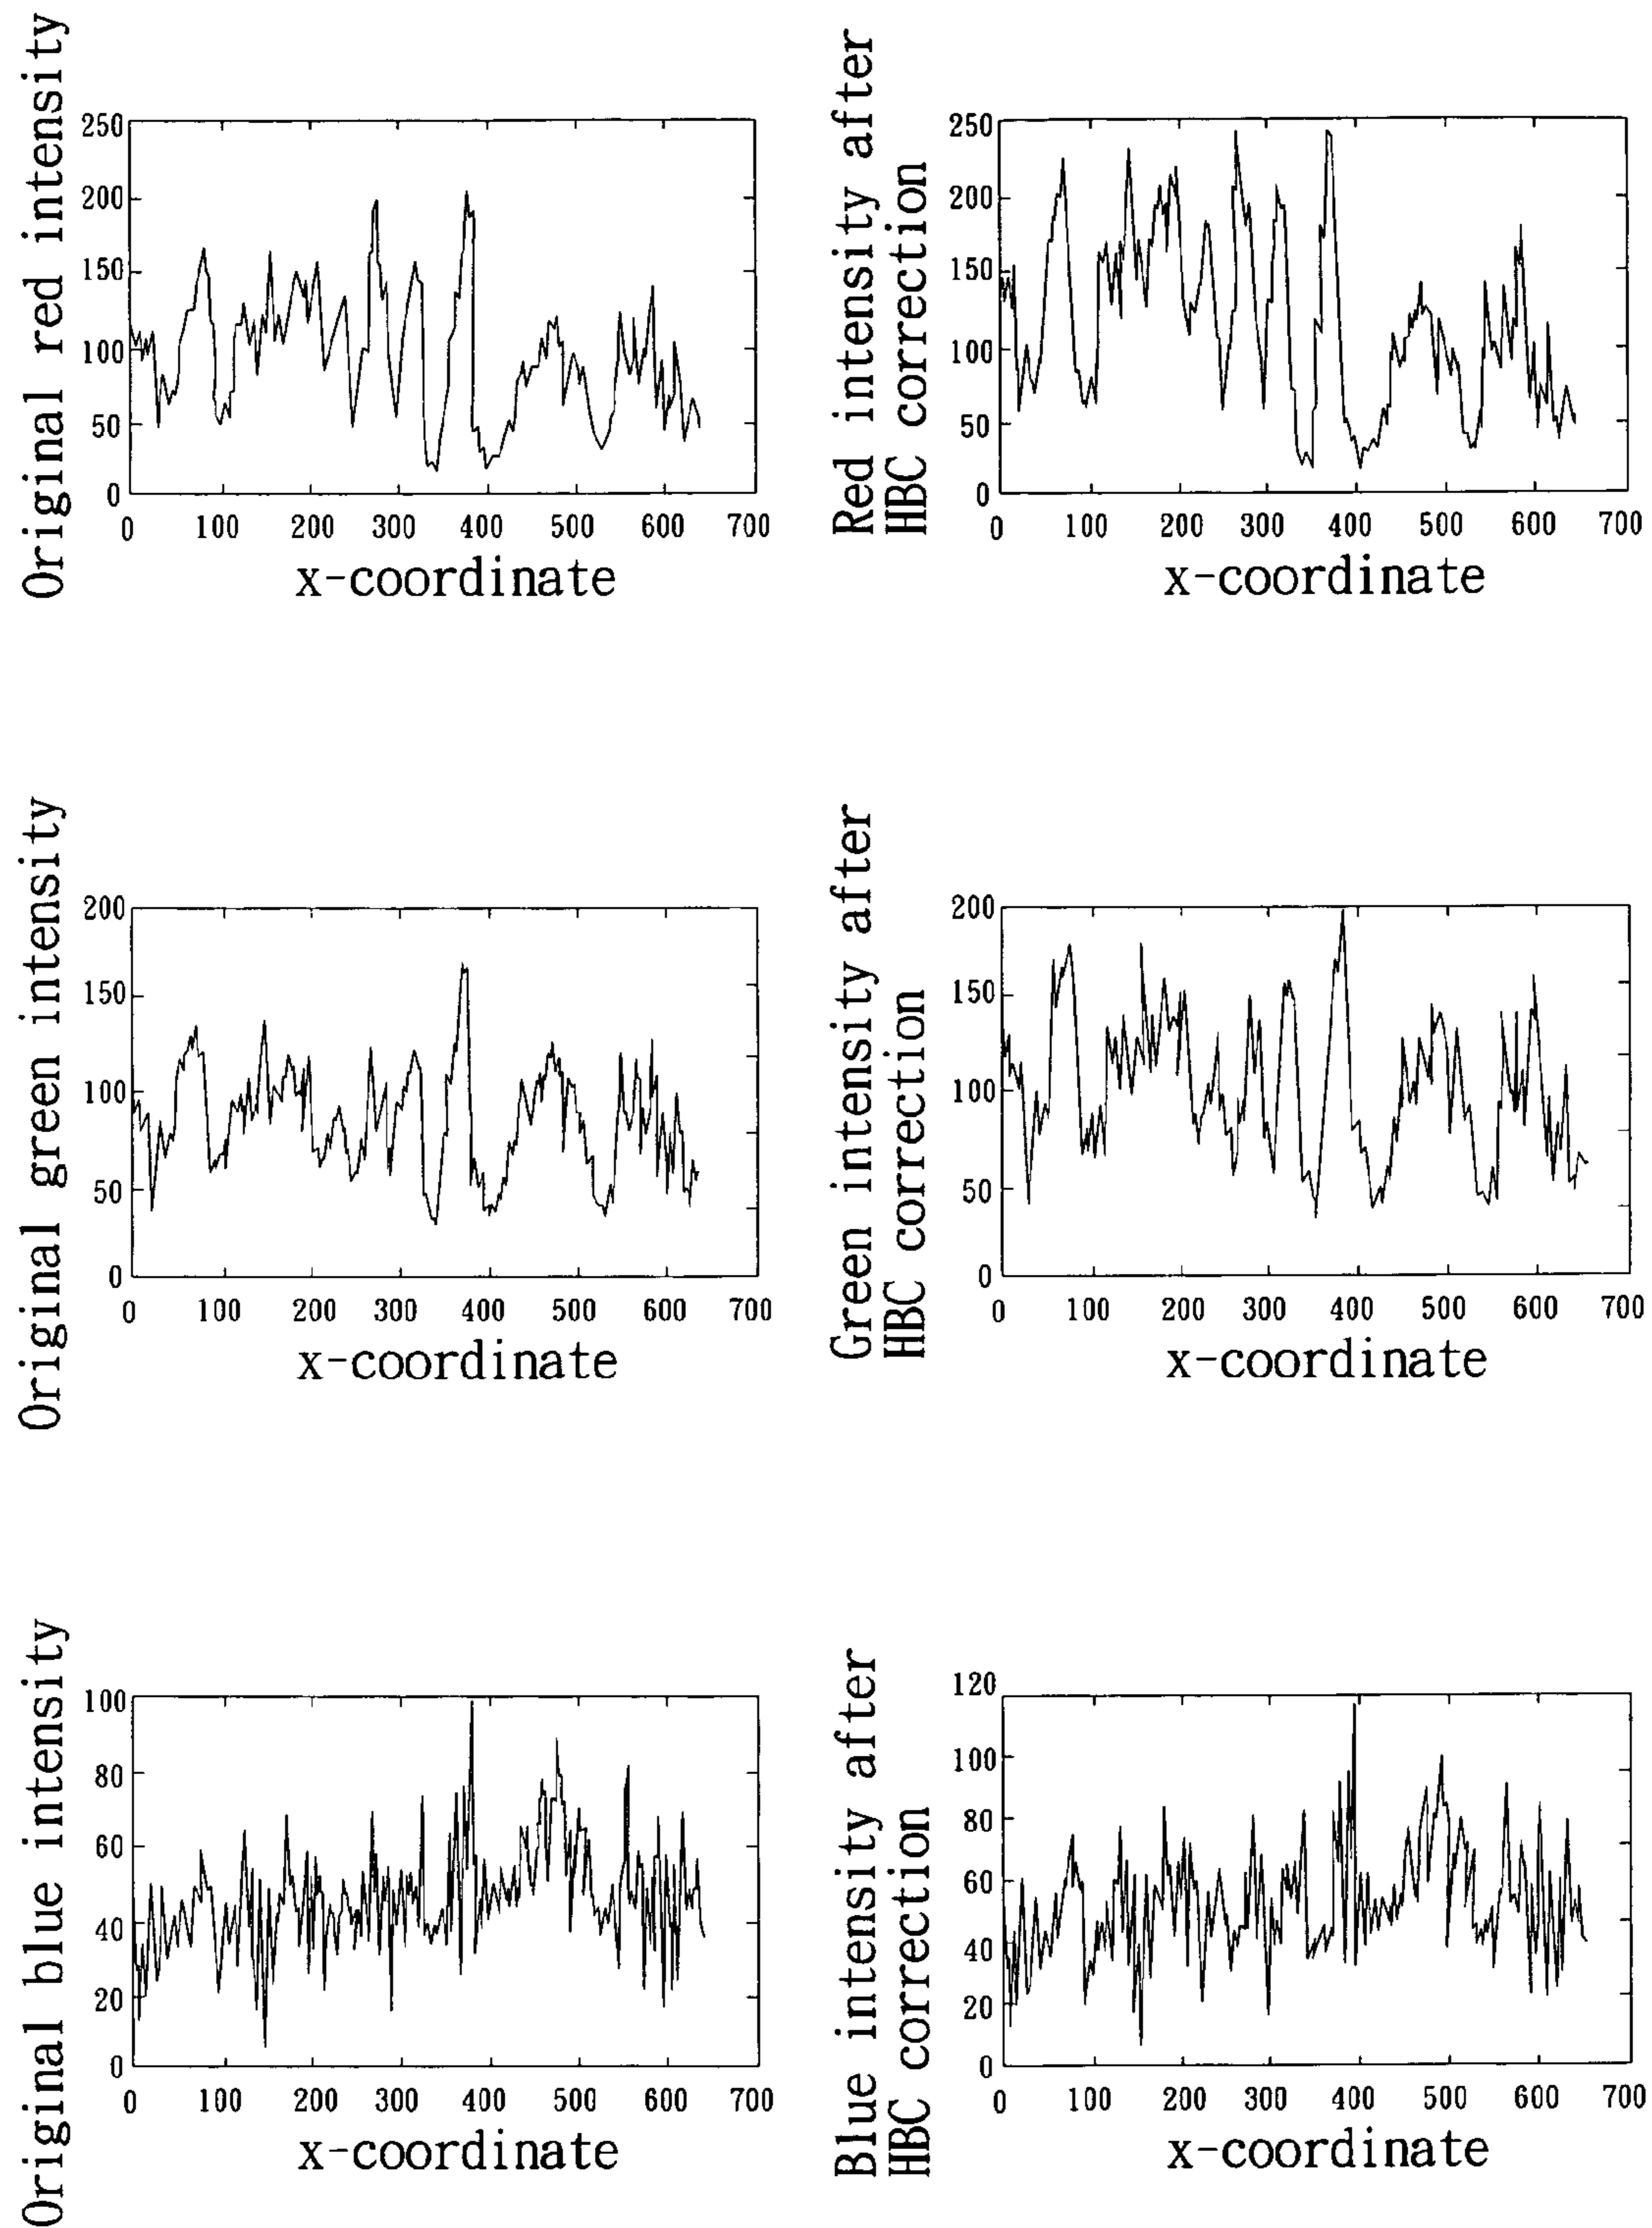 Original red intensity
250
200
150
100
50
0
0 100 200 300 400 500 600 700
x-coordinate
Red intensity after
HBC correction
250
200
150
100
50
0
0 100 200 300 400 500 600 700
x-coordinate
Original green intensity
200
150
100
50
0
0 100 200 300 400 500 600 700
x-coordinate
Green intensity after
HBC correction
200
150
100
50
0
0 100 200 300 400 500 600 700
x-coordinate
Original blue intensity
100
80
60
40
20
0
0 100 200 300 400 500 600 700
x-coordinate
Blue intensity after
HBC correction
120
100
80
60
40
20
0
0 100 200 300 400 500 600 700
x-coordinate